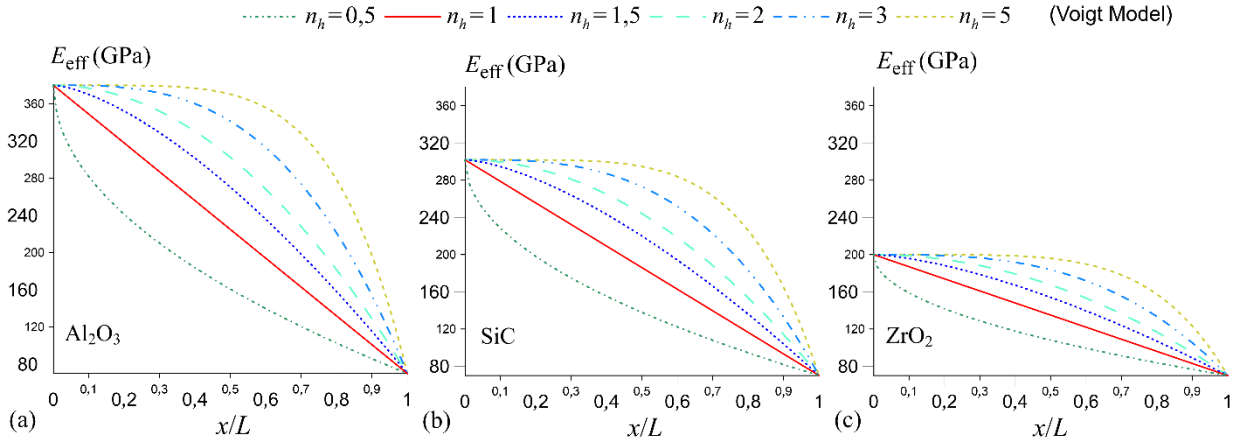 n_h=0,5 n_h=1 n_h=1,5 n_h=2 n_h=3 n_h=5 (Voigt Model)
E_eff (GPa)
360
320
280
240
200
160
120
80
Al₂O₃
0 0,1 0,2 0,3 0,4 0,5 0,6 0,7 0,8 0,9 1
(a) x/L
E_eff (GPa)
360
320
280
240
200
160
120
80
SiC
0 0,1 0,2 0,3 0,4 0,5 0,6 0,7 0,8 0,9 1
(b) x/L
E_eff (GPa)
360
320
280
240
200
160
120
80
ZrO₂
0 0,1 0,2 0,3 0,4 0,5 0,6 0,7 0,8 0,9 1
(c) x/L